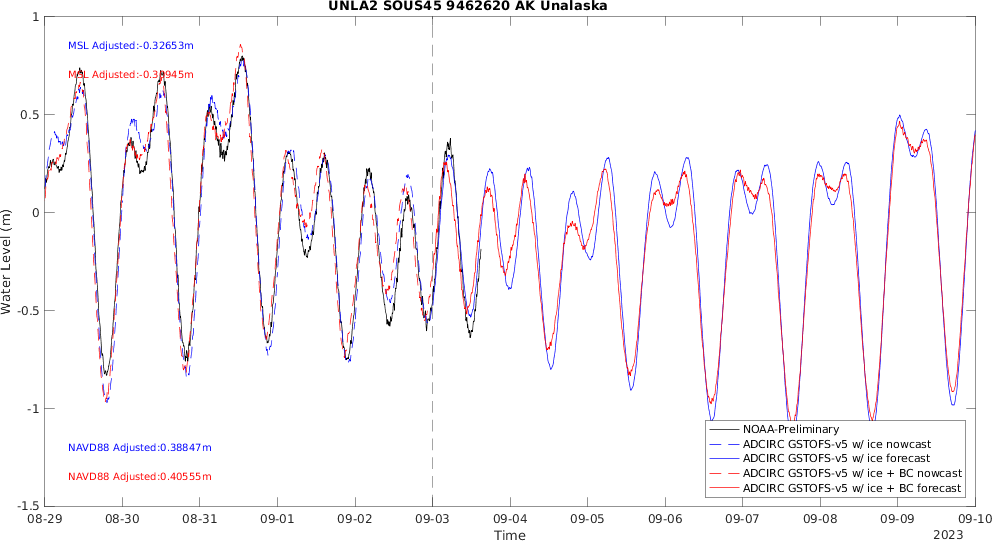 UNLA2 SOUS45 9462620 AK Unalaska
MSL Adjusted:-0.32653m
MSL Adjusted:-0.33945m
NAVD88 Adjusted:0.38847m
NAVD88 Adjusted:0.40555m
Water Level (m)
1
0.5
0
-0.5
-1
-1.5
NOAA-Preliminary
ADCIRC GSTOFS-v5 w/ ice nowcast
ADCIRC GSTOFS-v5 w/ ice forecast
ADCIRC GSTOFS-v5 w/ ice + BC nowcast
ADCIRC GSTOFS-v5 w/ ice + BC forecast
08-29 08-30 08-31 09-01 09-02 09-03 09-04 09-05 09-06 09-07 09-08 09-09 09-10
Time
2023